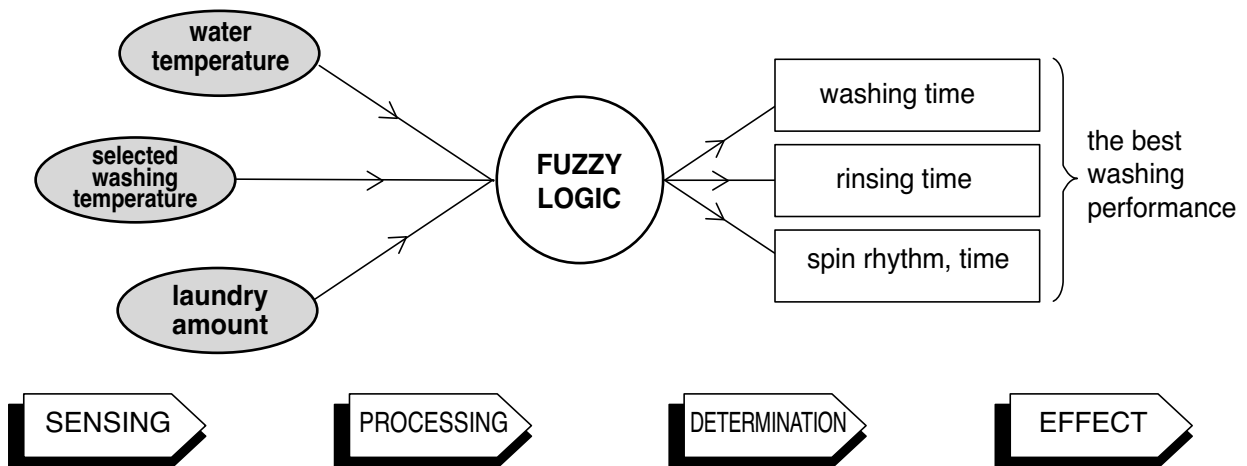 water
temperature
selected
washing
temperature
laundry
amount
FUZZY
LOGIC
washing time
rinsing time
spin rhythm, time
the best
washing
performance
SENSING
PROCESSING
DETERMINATION
EFFECT